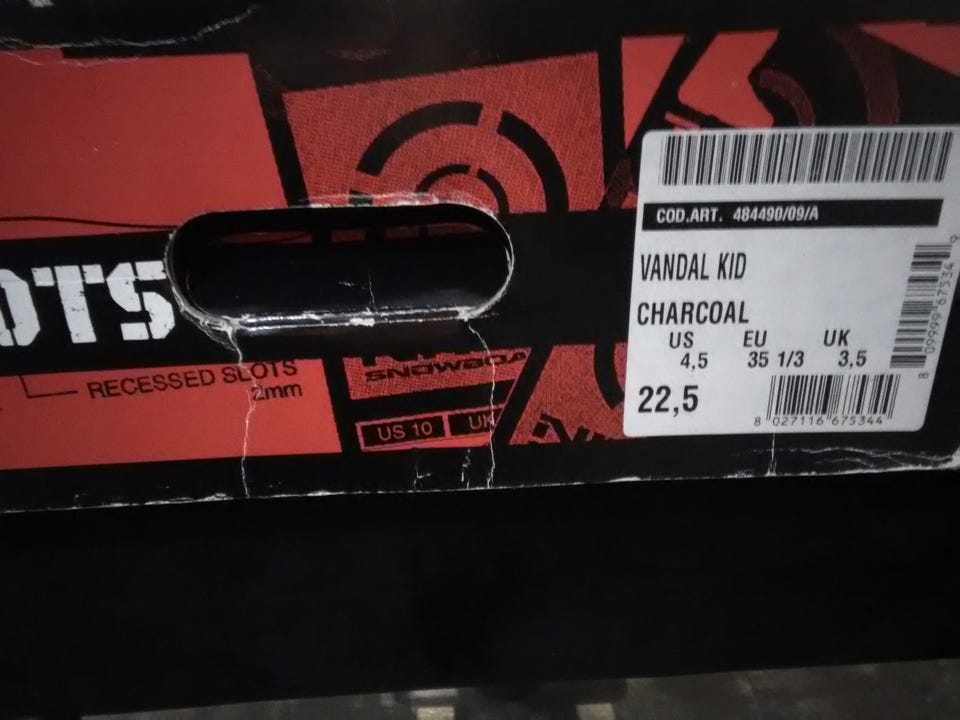 OTS
RECESSED SLOTS
2mm
SNOWBOA
US 10
UK
COD.ART. 484490/09/A
VANDAL KID
CHARCOAL
US EU UK
4,5 35 1/3 3,5
22,5
8 027116 675344